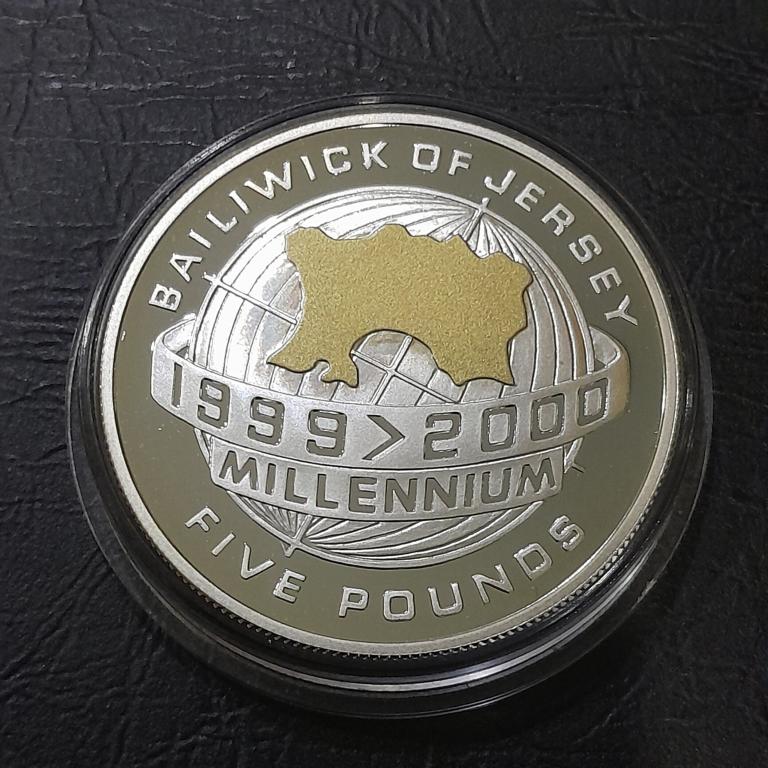 BAILIWICK OF JERSEY
1999>2000
MILLENNIUM
FIVE POUNDS